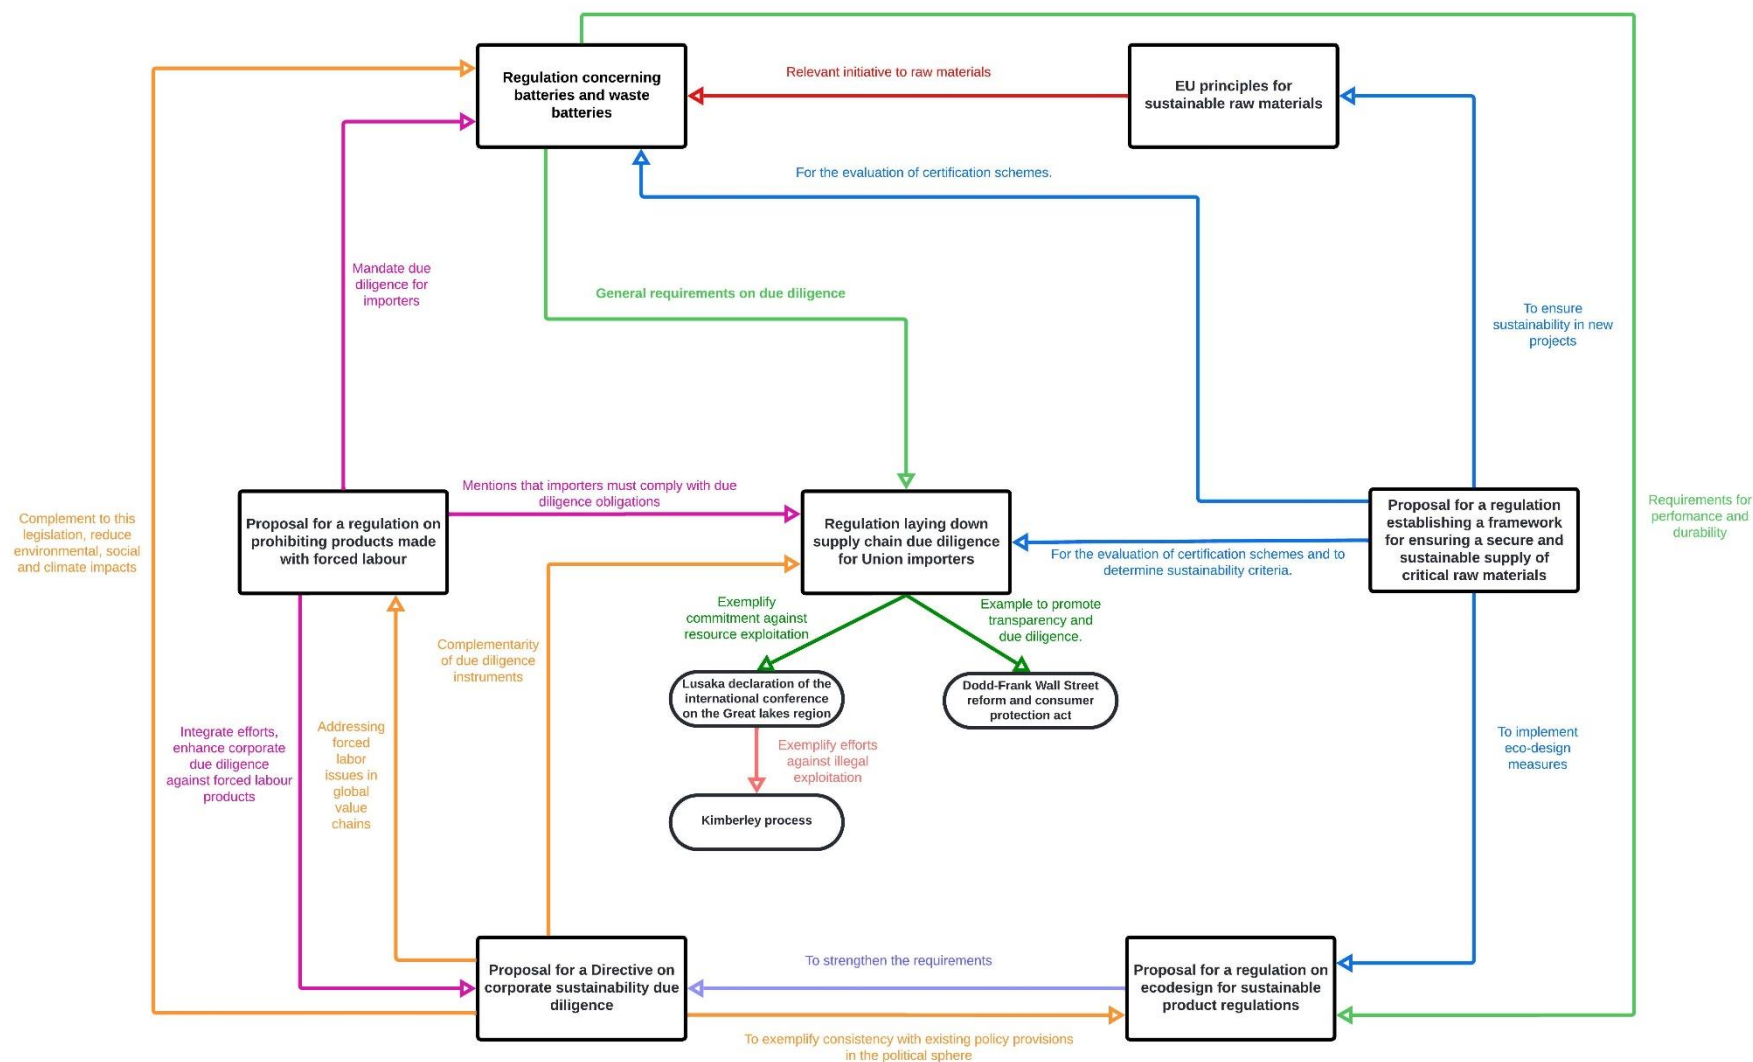 Regulation concerning
batteries and waste
batteries
Relevant initiative to raw materials
EU principles for
sustainable raw materials
For the evaluation of certification schemes.
Mandate due
diligence for
importers
General requirements on due diligence
To ensure
sustainability in new
projects
Complement to this
legislation, reduce
environmental, social
and climate impacts
Proposal for a regulation on
prohibiting products made
with forced labour
Mentions that importers must comply with due
diligence obligations
Regulation laying down
supply chain due diligence
for Union importers
For the evaluation of certification schemes and to
determine sustainability criteria.
Proposal for a regulation
establishing a framework
for ensuring a secure and
sustainable supply of
critical raw materials
Requirements for
perfomance and
durability
Exemplify
commitment against
resource exploitation
Example to promote
transparency and
due diligence.
Complementarity
of due diligence
instruments
Lusaka declaration of the
international conference
on the Great lakes region
Dodd-Frank Wall Street
reform and consumer
protection act
Integrate efforts,
enhance corporate
due diligence
against forced labour
products
Addressing
forced
labor
issues in
global
value
chains
Exemplify efforts
against illegal
exploitation
To implement
eco-design
measures
Kimberley process
Proposal for a Directive on
corporate sustainability due
diligence
To strengthen the requirements
Proposal for a regulation on
ecodesign for sustainable
product regulations
To exemplify consistency with existing policy provisions
in the political sphere